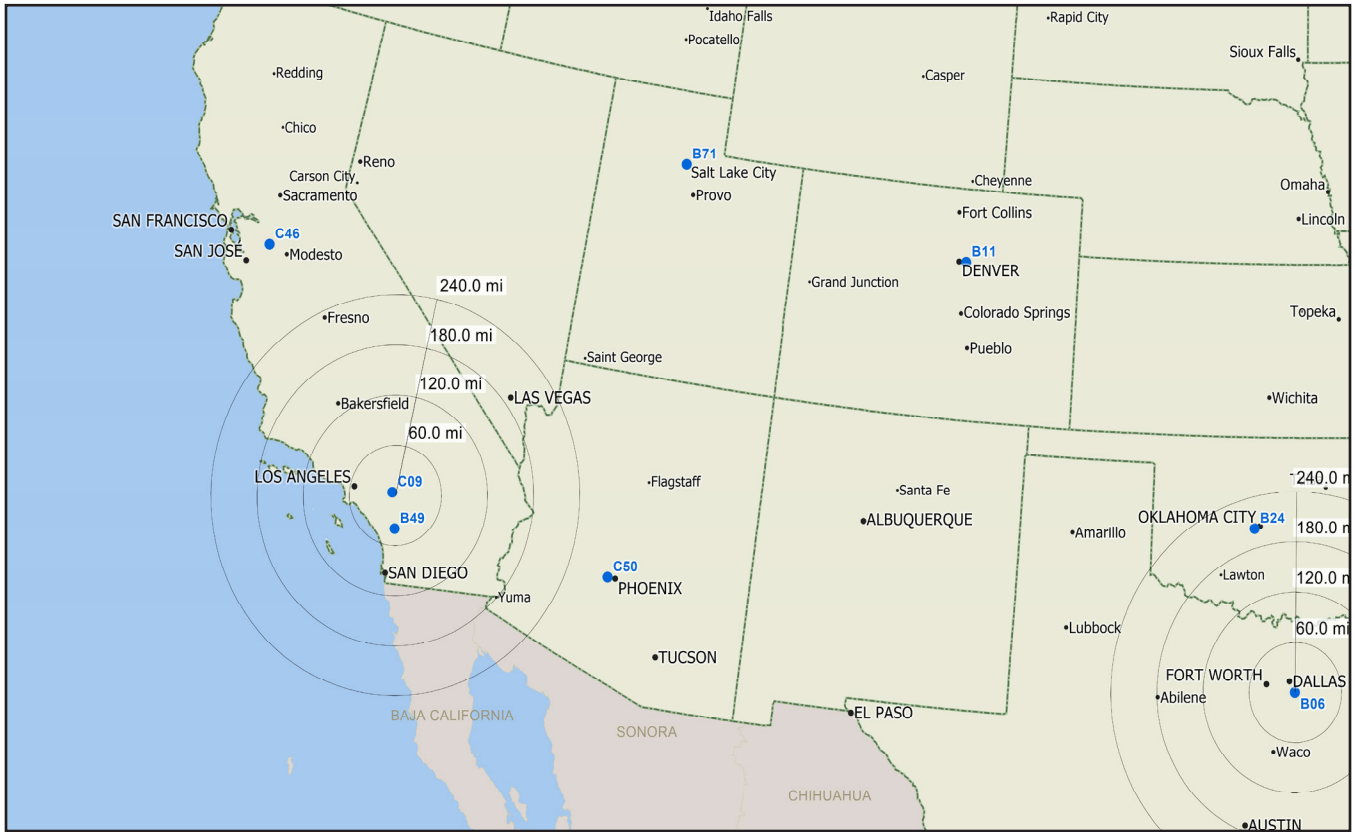 Idaho Falls
Rapid City
Pocatello
Sioux Falls
Redding
Casper
Chico
B71
Reno
Salt Lake City
Carson City
Cheyenne
Omaha
Sacramento
Provo
Fort Collins
SAN FRANCISCO
Lincoln
C46
SAN JOSÉ
Modesto
B11
DENVER
Grand Junction
240.0 mi
Colorado Springs
Topeka
Fresno
180.0 mi
Pueblo
Saint George
120.0 mi
LAS VEGAS
Wichita
Bakersfield
60.0 mi
LOS ANGELES
C09
Flagstaff
240.0 m
Santa Fe
B49
ALBUQUERQUE
OKLAHOMA CITY
B24
180.0 m
Amarillo
C50
SAN DIEGO
Lawton
120.0 m
PHOENIX
Yuma
Lubbock
60.0 mi
TUCSON
FORT WORTH
DALLAS
Abilene
B06
EL PASO
BAJA CALIFORNIA
SONORA
Waco
CHIHUAHUA
AUSTIN